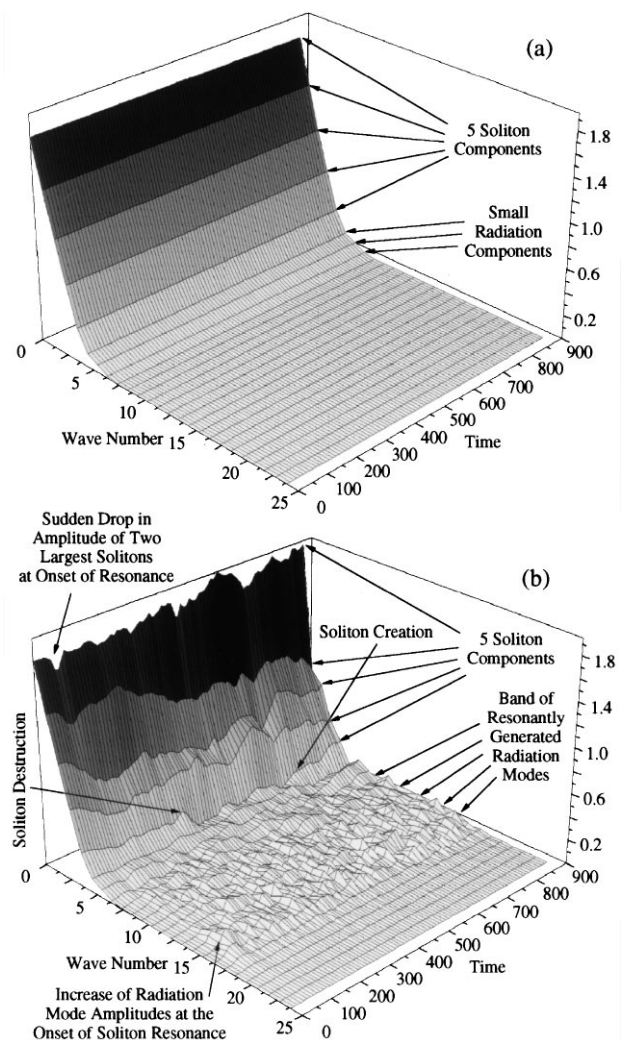 (a)
5 Soliton
Components
Small
Radiation
Components
1.8
1.4
1.0
0.6
0.2
0
5
10
15
20
25
Wave Number
0
100
200
300
400
500
600
700
800
900
Time
Sudden Drop in
Amplitude of Two
Largest Solitons
at Onset of Resonance
(b)
Soliton Creation
5 Soliton
Components
Band of
Resonantly
Generated
Radiation
Modes
Soliton Destruction
1.8
1.4
1.0
0.6
0.2
0
5
10
15
20
25
Wave Number
0
100
200
300
400
500
600
700
800
900
Time
Increase of Radiation
Mode Amplitudes at the
Onset of Soliton Resonance